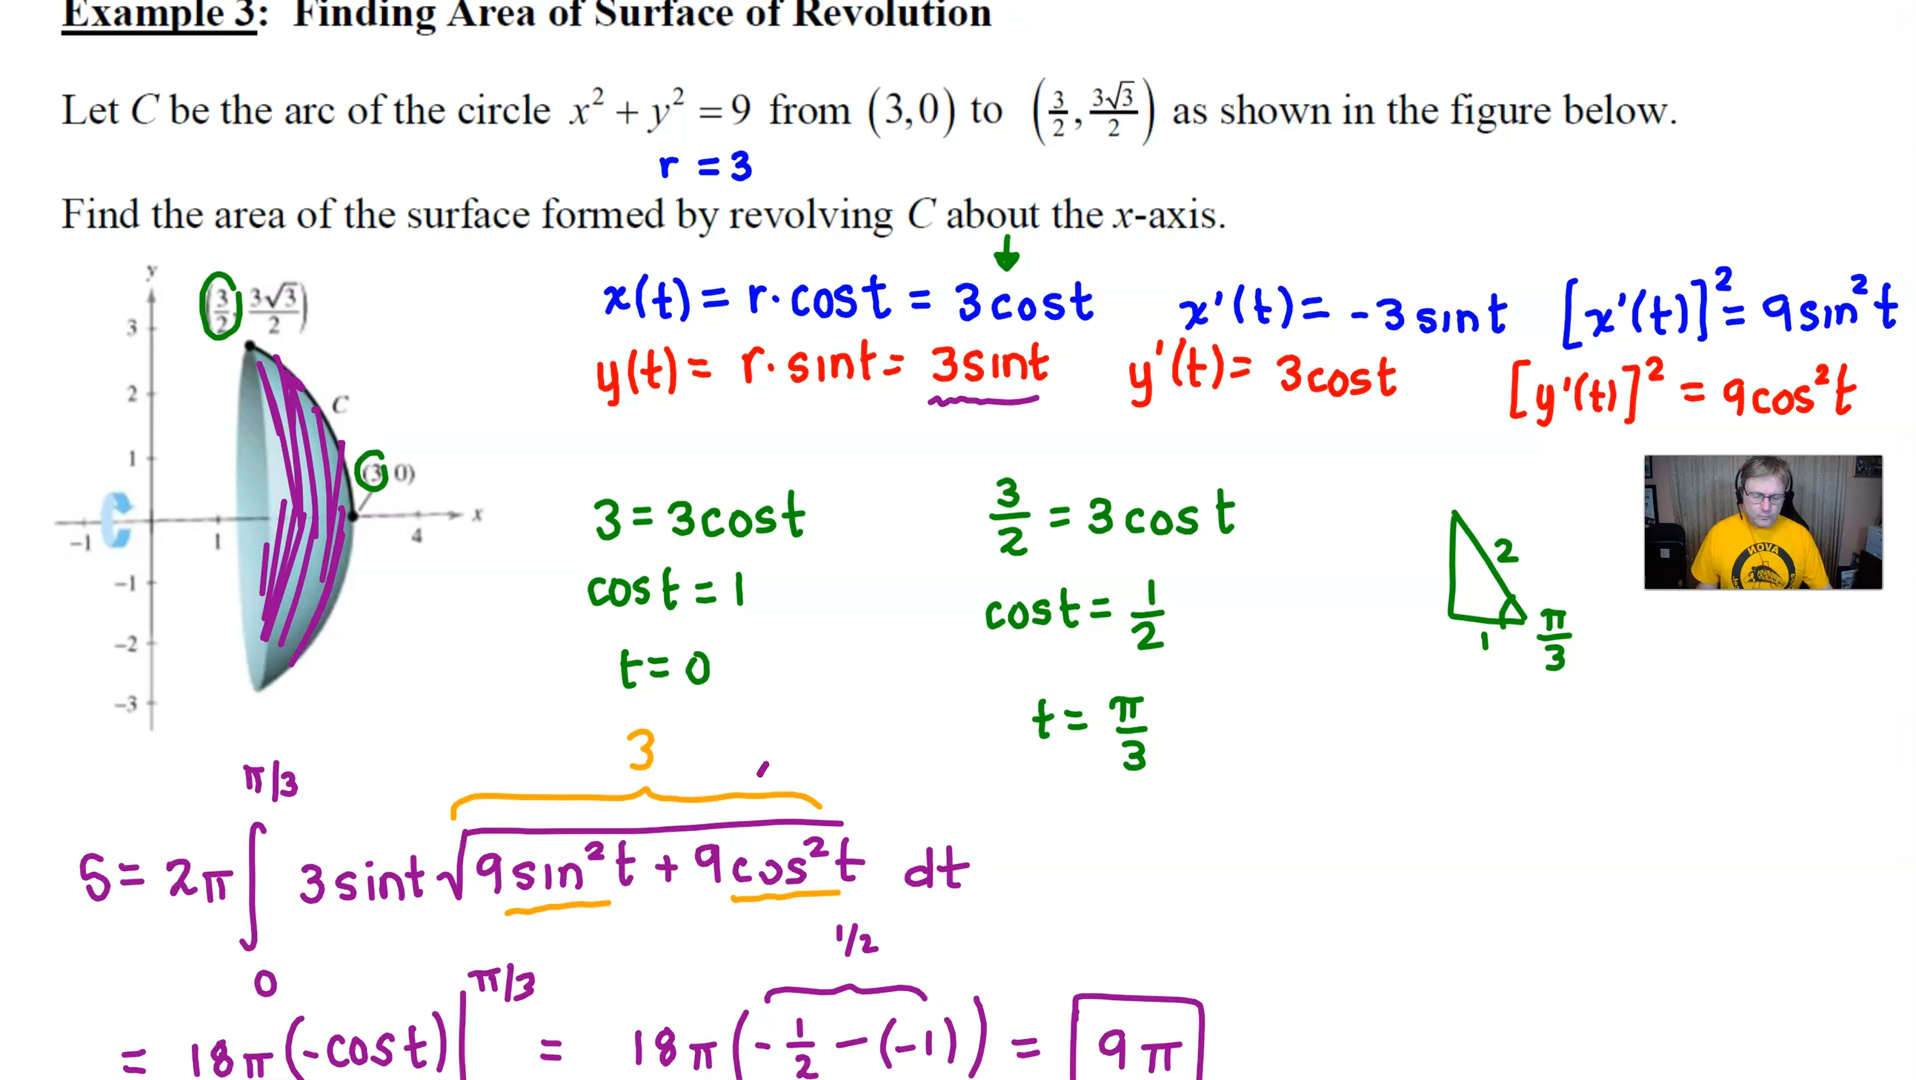 Example 3: Finding Area of Surface of Revolution
Let C be the arc of the circle x² + y² = 9 from (3,0) to (3/2, 3√3/2) as shown in the figure below.
r = 3
Find the area of the surface formed by revolving C about the x-axis.
x(t) = r·cost = 3cost x'(t) = -3sint [x'(t)]² = 9sin²t
y(t) = r·sint = 3sint y'(t) = 3cost [y'(t)]² = 9cos²t
y
(3/2, 3√3/2)
3
2
C
1
(3, 0)
x
-1 1 4
-1
-2
-3
3 = 3cost
cost = 1
t = 0
3/2 = 3cost
cost = 1/2
t = π/3
2
1 π/3
NOVA
3
π/3
S = 2π ∫ 3sint √9sin²t + 9cos²t dt
0
1/2
π/3
= 18π(-cost)| = 18π(-1/2 - (-1)) = 9π